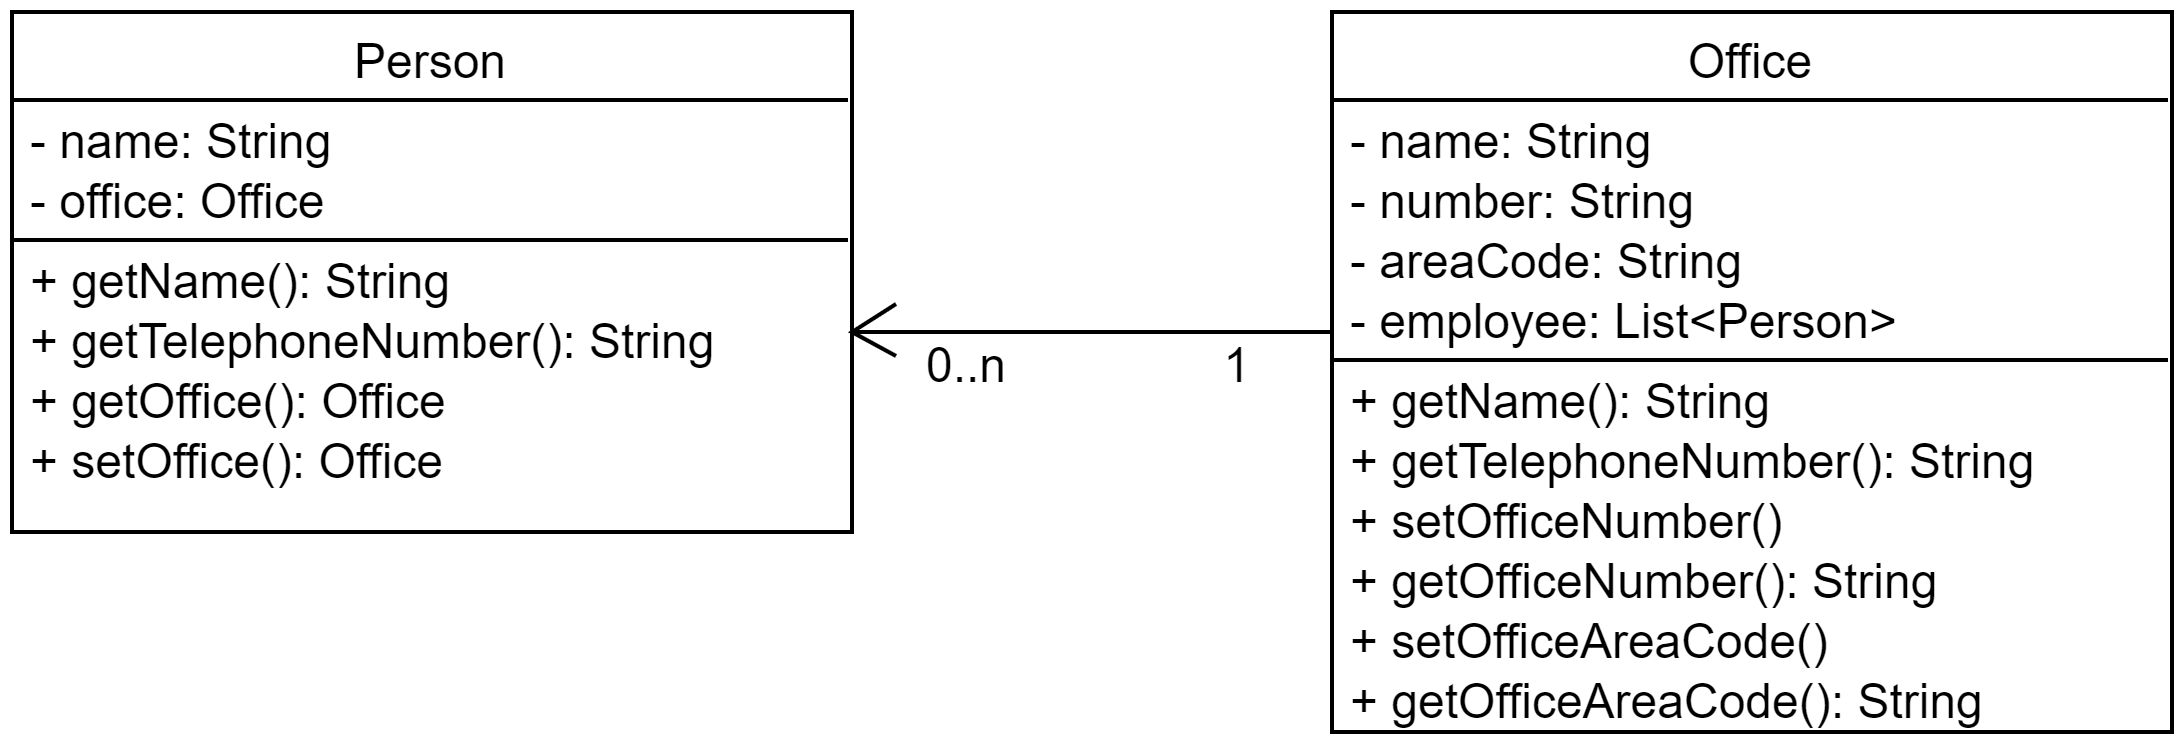 Person
- name: String
- office: Office
+ getName(): String
+ getTelephoneNumber(): String
+ getOffice(): Office
+ setOffice(): Office
0..n
1
Office
- name: String
- number: String
- areaCode: String
- employee: List<Person>
+ getName(): String
+ getTelephoneNumber(): String
+ setOfficeNumber()
+ getOfficeNumber(): String
+ setOfficeAreaCode()
+ getOfficeAreaCode(): String